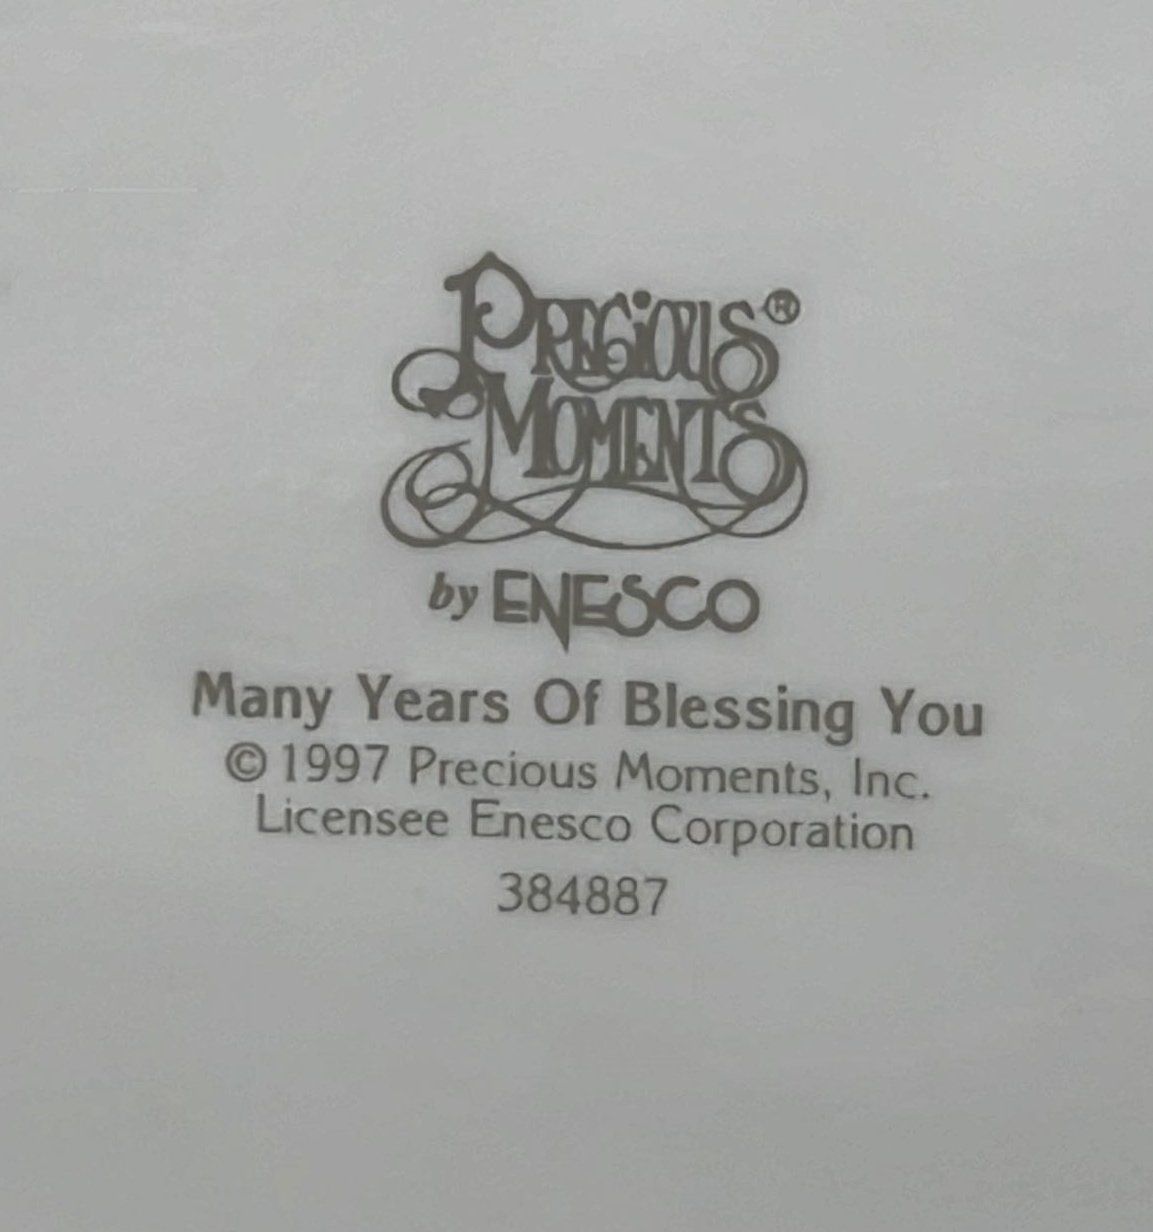 PRECIOUS®
MOMENTS
by ENESCO
Many Years Of Blessing You
© 1997 Precious Moments, Inc.
Licensee Enesco Corporation
384887